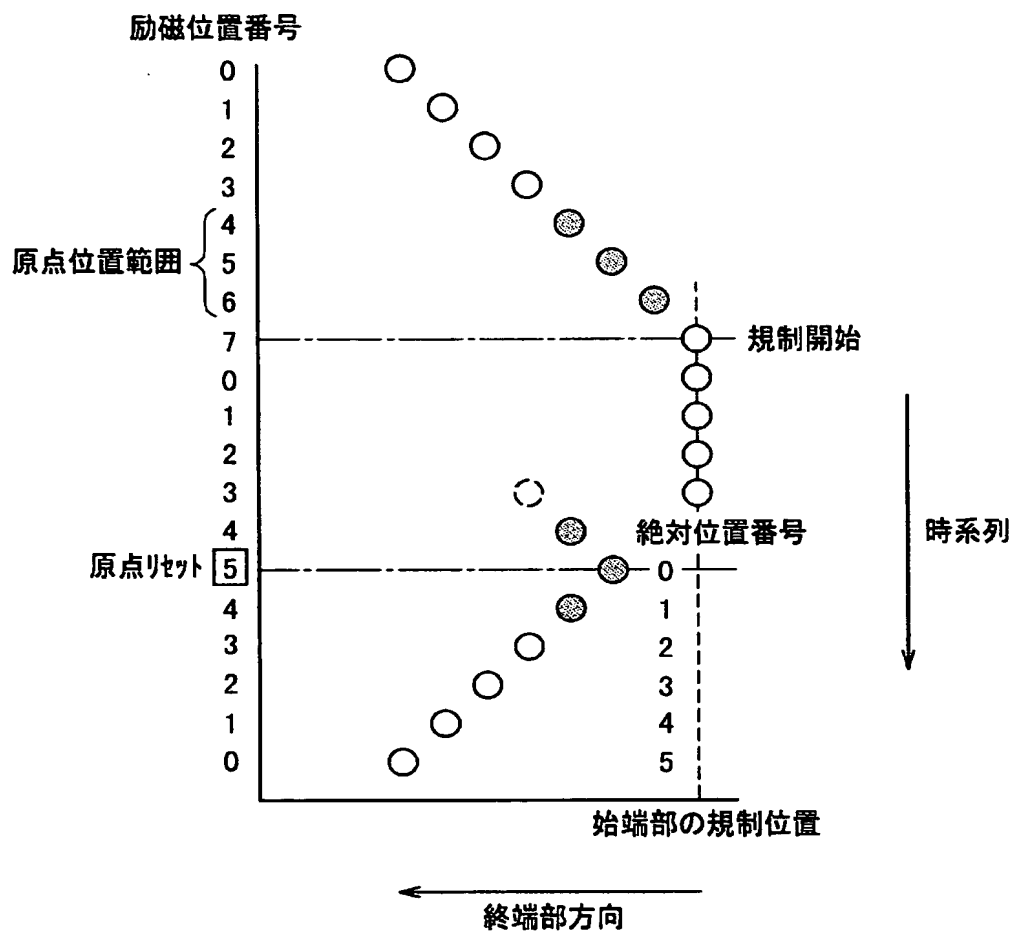 励磁位置番号
0
1
2
3
4
原点位置範囲 5
6
7 規制開始
0
1
2
3
4 絶対位置番号
時系列
原点リセット 5 0
4 1
3 2
2 3
1 4
0 5
始端部の規制位置
終端部方向